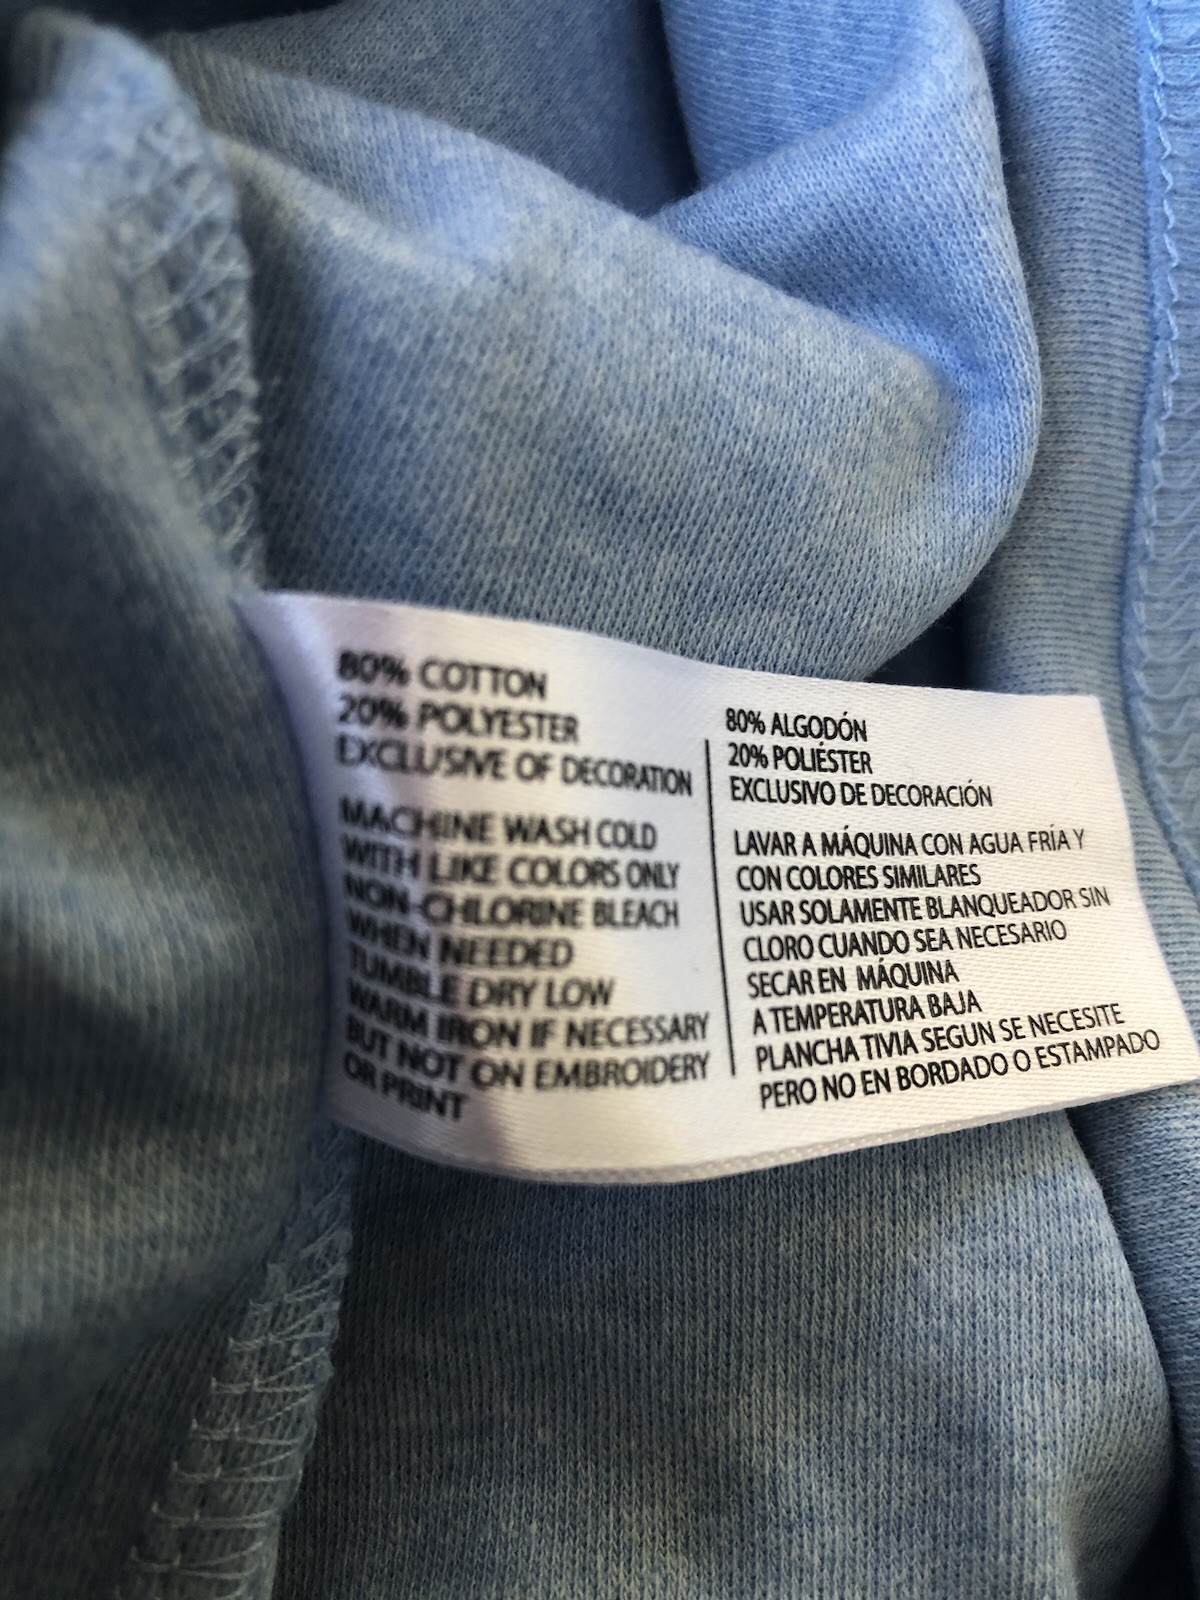 80% COTTON
20% POLYESTER
EXCLUSIVE OF DECORATION
MACHINE WASH COLD
WITH LIKE COLORS ONLY
NON-CHLORINE BLEACH
WHEN NEEDED
TUMBLE DRY LOW
WARM IRON IF NECESSARY
BUT NOT ON EMBROIDERY
OR PRINT
80% ALGODÓN
20% POLIÉSTER
EXCLUSIVO DE DECORACIÓN
LAVAR A MÁQUINA CON AGUA FRÍA Y
CON COLORES SIMILARES
USAR SOLAMENTE BLANQUEADOR SIN
CLORO CUANDO SEA NECESARIO
SECAR EN MÁQUINA
A TEMPERATURA BAJA
PLANCHA TIVIA SEGUN SE NECESITE
PERO NO EN BORDADO O ESTAMPADO